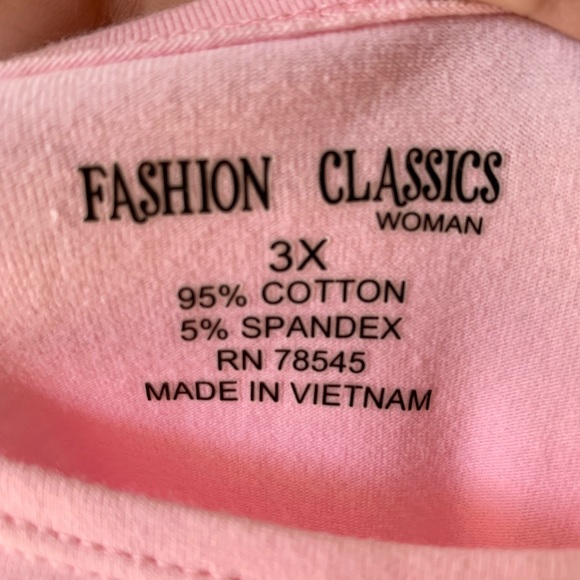 FASHION CLASSICS
WOMAN
3X
95% COTTON
5% SPANDEX
RN 78545
MADE IN VIETNAM